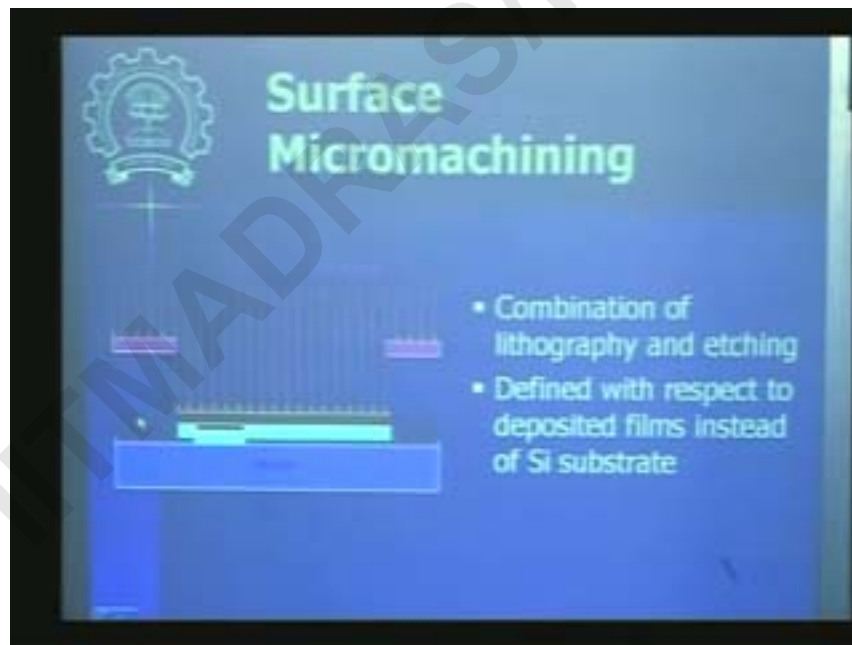 Surface
Micromachining
▪ Combination of
lithography and etching
▪ Defined with respect to
deposited films instead
of Si substrate